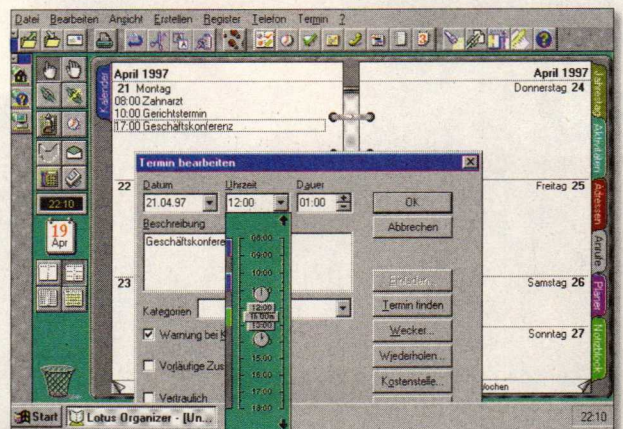 Datei Bearbeiten Ansicht Erstellen Register Telefon Termin ?
Kalender
April 1997
21 Montag
08:00 Zahnarzt
10:00 Gerichtstermin
17:00 Geschäftskonferenz
22
23
April 1997
Donnerstag 24
Freitag 25
Samstag 26
Sonntag 27
Jahrestag
Aktivitäten
Adressen
Anrufe
Planer
Notizblock
22:10
19
Apr
Termin bearbeiten
Datum
Uhrzeit
Dauer
21.04.97
12:00
01:00
OK
Abbrechen
Beschreibung
Geschäftskonfere
Einladen
Termin finden
Wecker...
Wiederholen...
Kostenstelle...
Kategorien
Warnung bei K
Vorläufige Zus
Vertraulich
08:00
09:00
10:00
12:00
13:00
15:00
16:00
17:00
18:00
Start
Lotus Organizer - [Un...
22:10